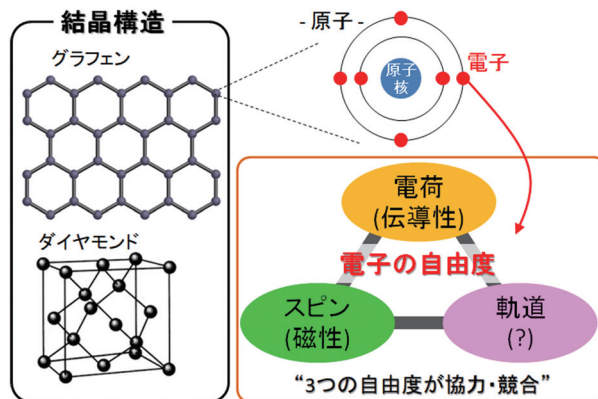 結晶構造
グラフェン
ダイヤモンド
- 原子 -
原子
核
電子
電荷
(伝導性)
電子の自由度
スピン
(磁性)
軌道
(?)
“3つの自由度が協力・競合”